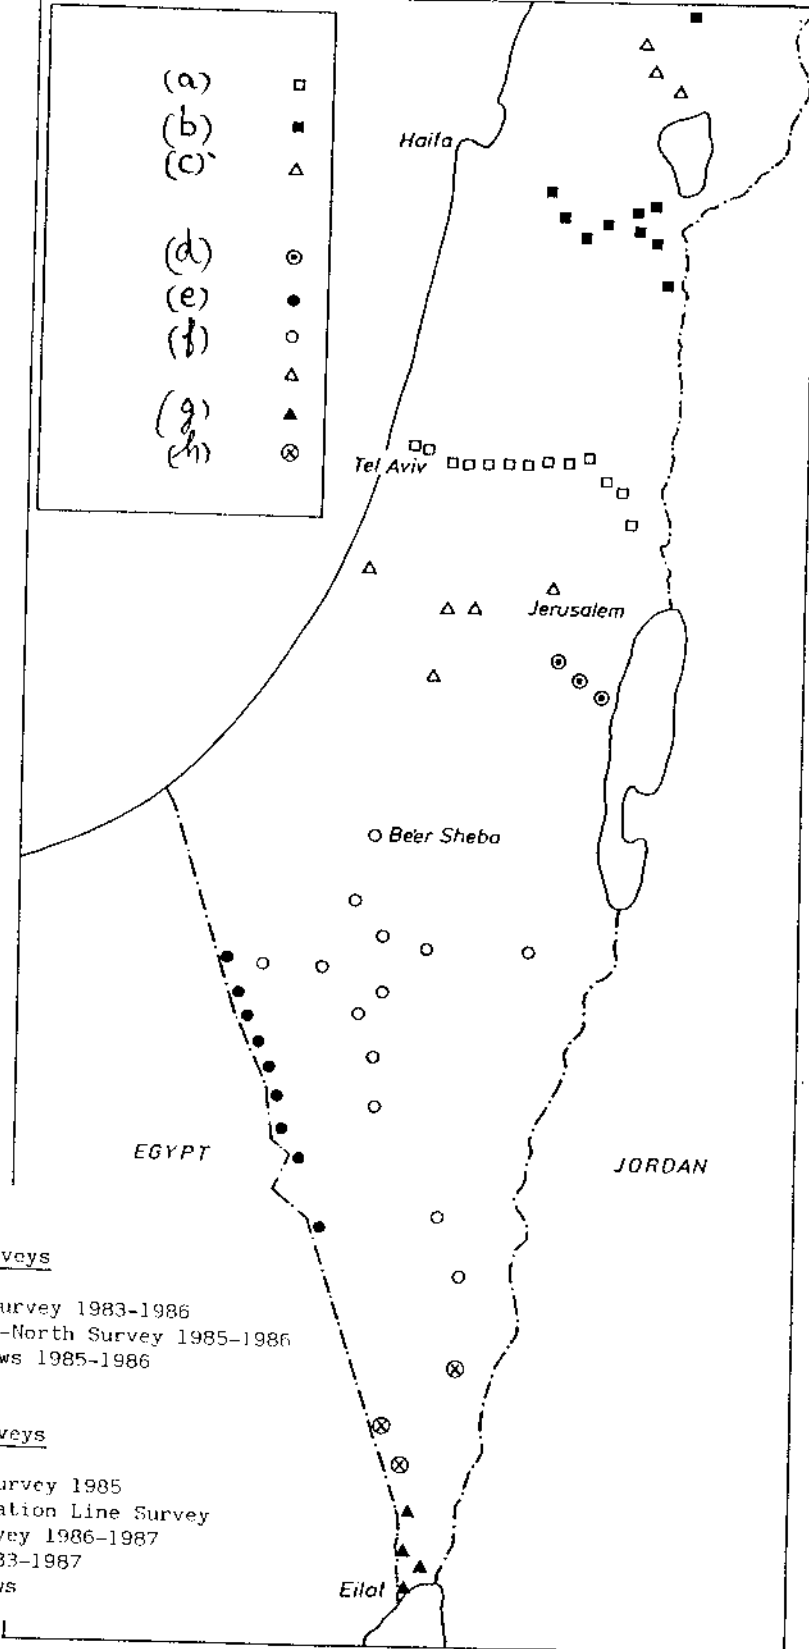 (a)
(b)
(c)
(d)
(e)
(f)
(g)
(h)
Haifa
Tel Aviv
Jerusalem
Be'er Sheba
EGYPT
JORDAN
Eilat
veys
urvey 1983-1986
-North Survey 1985-1986
ws 1985-1986
veys
urvey 1985
ation Line Survey
vey 1986-1987
83-1987
ws